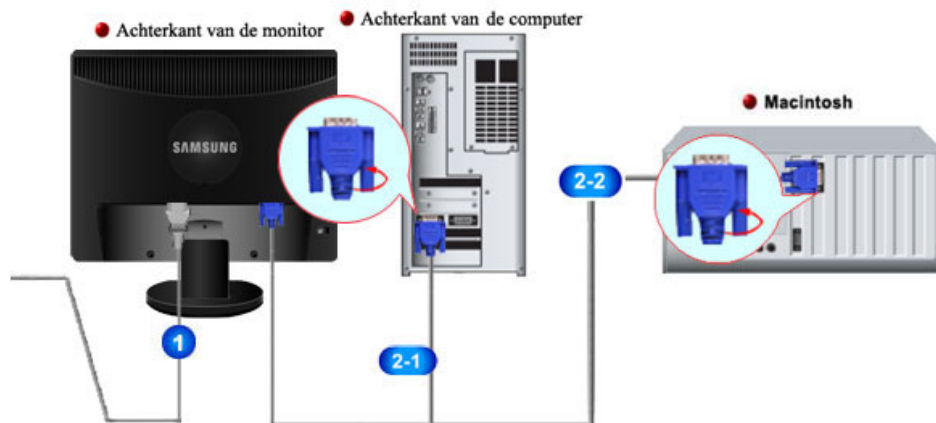 Achterkant van de monitor
Achterkant van de computer
Macintosh
SAMSUNG
2-2
1
2-1